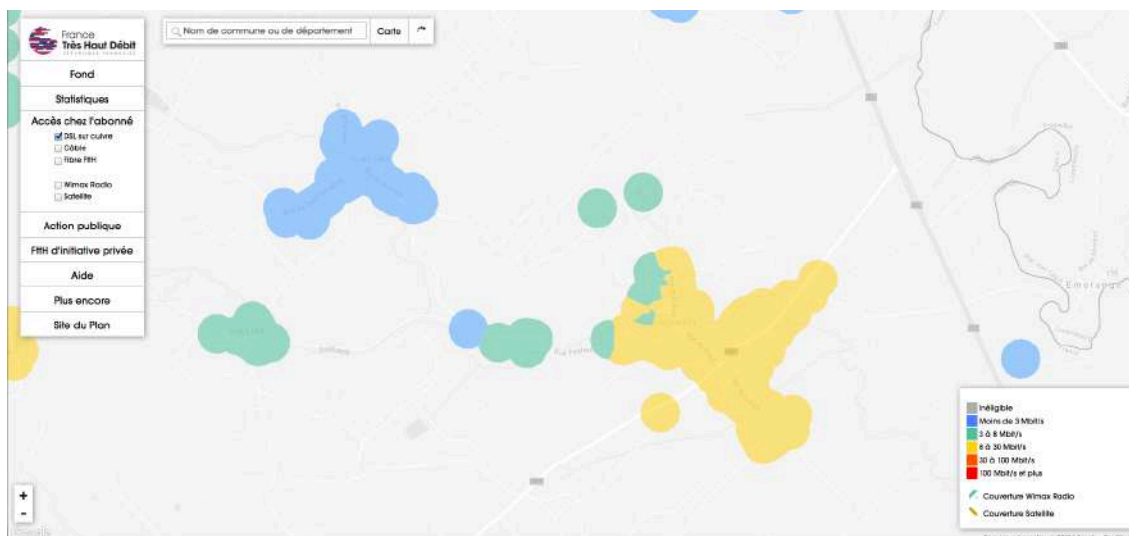 France
Très Haut Débit
Nom de commune ou de département
Carte
Fond
Statistiques
Accès chez l'abonné
DSL sur cuivre
Câble
Fibre FttH
Wimax Radio
Satellite
Action publique
FttH d'initiative privée
Aide
Plus encore
Site du Plan
+
-
Inéligible
Moins de 3 Mbit/s
3 à 8 Mbit/s
8 à 30 Mbit/s
30 à 100 Mbit/s
100 Mbit/s et plus
Couverture Wimax Radio
Couverture Satellite